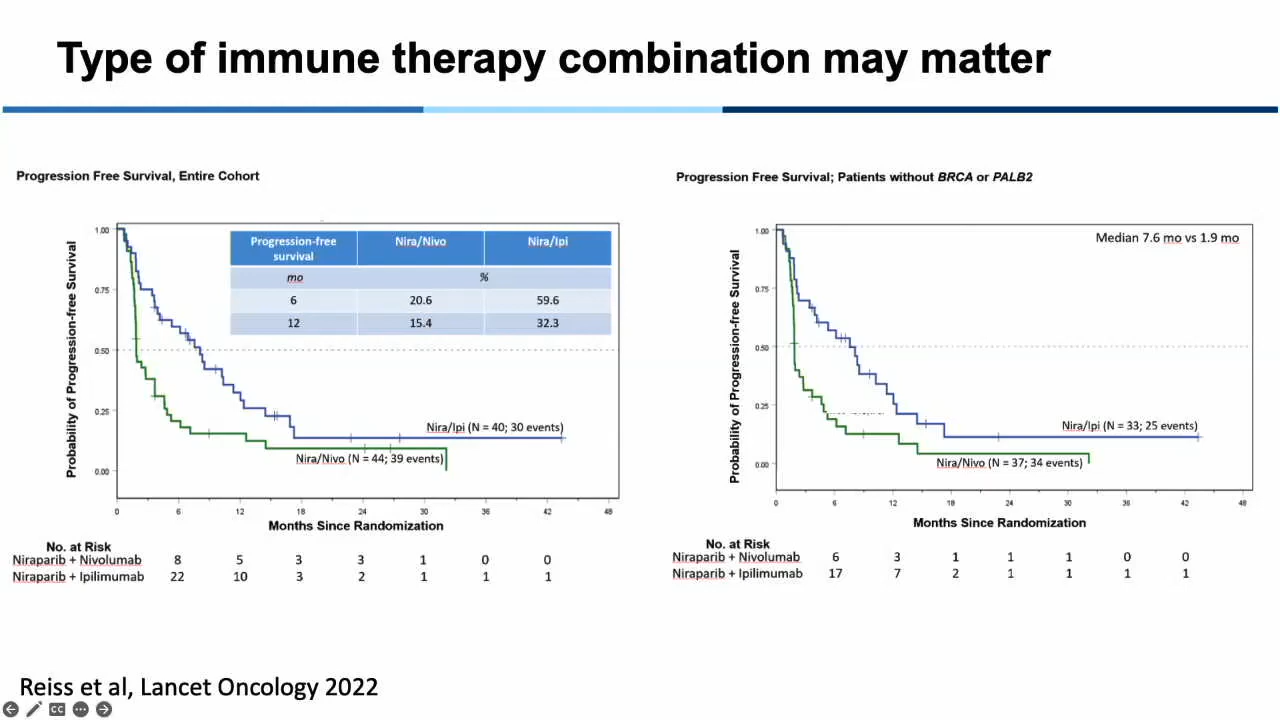 Type of immune therapy combination may matter
Progression Free Survival, Entire Cohort
Probability of Progression-free Survival
1.00
0.75
0.50
0.25
0.00
Progression-free survival Nira/Nivo Nira/Ipi
mo %
6 20.6 59.6
12 15.4 32.3
Nira/Ipi (N = 40; 30 events)
Nira/Nivo (N = 44; 39 events)
0 6 12 18 24 30 36 42 48
Months Since Randomization
No. at Risk
Niraparib + Nivolumab 8 5 3 3 1 0 0
Niraparib + Ipilimumab 22 10 3 2 1 1 1
Progression Free Survival; Patients without BRCA or PALB2
Probability of Progression-free Survival
1.00
0.75
0.50
0.25
0.00
Median 7.6 mo vs 1.9 mo
Nira/Ipi (N = 33; 25 events)
Nira/Nivo (N = 37; 34 events)
0 6 12 18 24 30 36 42 48
Months Since Randomization
No. at Risk
Niraparib + Nivolumab 6 3 1 1 1 0 0
Niraparib + Ipilimumab 17 7 2 1 1 1 1
Reiss et al, Lancet Oncology 2022
CC